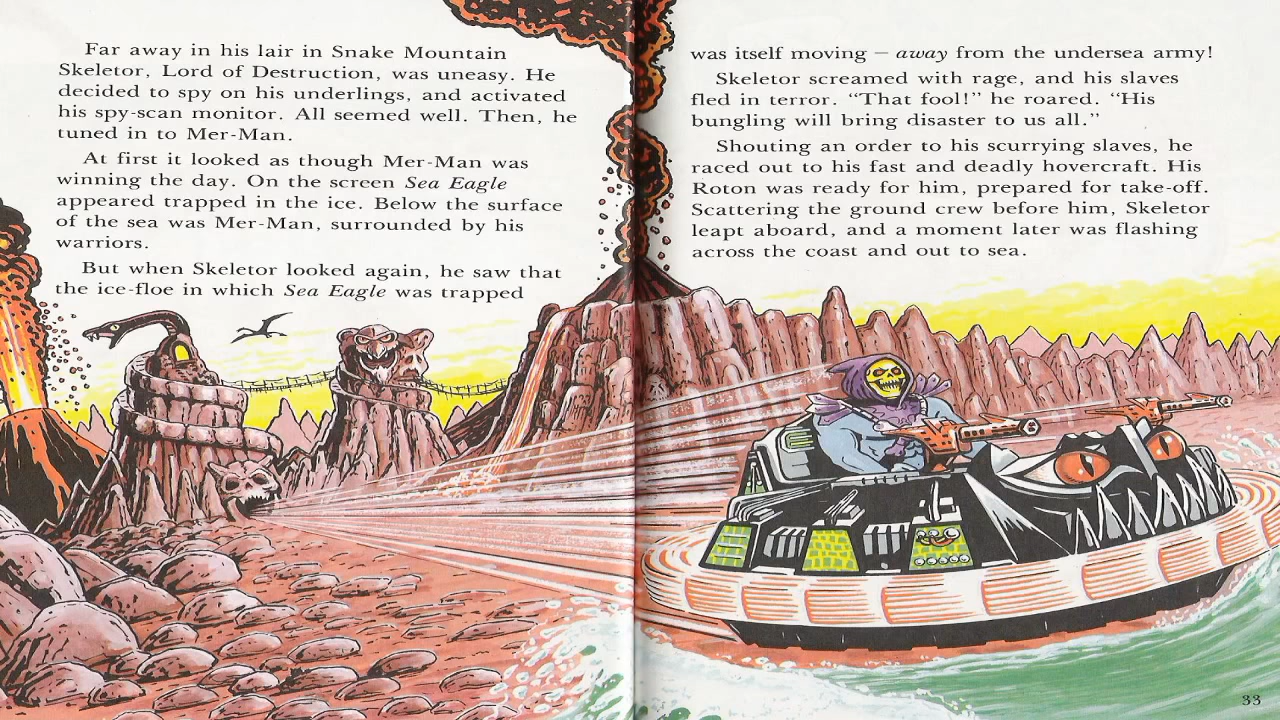 Far away in his lair in Snake Mountain
Skeletor, Lord of Destruction, was uneasy. He
decided to spy on his underlings, and activated
his spy-scan monitor. All seemed well. Then, he
tuned in to Mer-Man.
At first it looked as though Mer-Man was
winning the day. On the screen Sea Eagle
appeared trapped in the ice. Below the surface
of the sea was Mer-Man, surrounded by his
warriors.
But when Skeletor looked again, he saw that
the ice-floe in which Sea Eagle was trapped
was itself moving – away from the undersea army!
Skeletor screamed with rage, and his slaves
fled in terror. “That fool!” he roared. “His
bungling will bring disaster to us all.”
Shouting an order to his scurrying slaves, he
raced out to his fast and deadly hovercraft. His
Roton was ready for him, prepared for take-off.
Scattering the ground crew before him, Skeletor
leapt aboard, and a moment later was flashing
across the coast and out to sea.
33